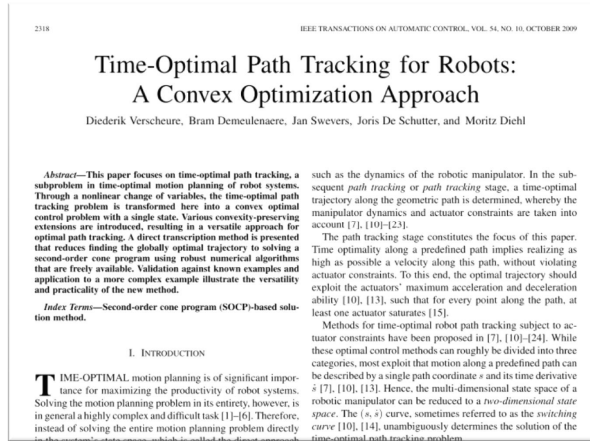 2318
IEEE TRANSACTIONS ON AUTOMATIC CONTROL, VOL. 54, NO. 10, OCTOBER 2009
Time-Optimal Path Tracking for Robots:
A Convex Optimization Approach
Diederik Verscheure, Bram Demeulenaere, Jan Swevers, Joris De Schutter, and Moritz Diehl
Abstract—This paper focuses on time-optimal path tracking, a
subproblem in time-optimal motion planning of robot systems.
Through a nonlinear change of variables, the time-optimal path
tracking problem is transformed here into a convex optimal
control problem with a single state. Various convexity-preserving
extensions are introduced, resulting in a versatile approach for
optimal path tracking. A direct transcription method is presented
that reduces finding the globally optimal trajectory to solving a
second-order cone program using robust numerical algorithms
that are freely available. Validation against known examples and
application to a more complex example illustrate the versatility
and practicality of the new method.
Index Terms—Second-order cone program (SOCP)-based solu-
tion method.
I. INTRODUCTION
TIME-OPTIMAL motion planning is of significant impor-
tance for maximizing the productivity of robot systems.
Solving the motion planning problem in its entirety, however, is
in general a highly complex and difficult task [1]–[6]. Therefore,
instead of solving the entire motion planning problem directly
in the system's state space, which is called the direct approach
such as the dynamics of the robotic manipulator. In the sub-
sequent path tracking or path tracking stage, a time-optimal
trajectory along the geometric path is determined, whereby the
manipulator dynamics and actuator constraints are taken into
account [7], [10]–[23].
The path tracking stage constitutes the focus of this paper.
Time optimality along a predefined path implies realizing as
high as possible a velocity along this path, without violating
actuator constraints. To this end, the optimal trajectory should
exploit the actuators' maximum acceleration and deceleration
ability [10], [13], such that for every point along the path, at
least one actuator saturates [15].
Methods for time-optimal robot path tracking subject to ac-
tuator constraints have been proposed in [7], [10]–[24]. While
these optimal control methods can roughly be divided into three
categories, most exploit that motion along a predefined path can
be described by a single path coordinate s and its time derivative
ṡ [7], [10], [13]. Hence, the multi-dimensional state space of a
robotic manipulator can be reduced to a two-dimensional state
space. The (s, ṡ) curve, sometimes referred to as the switching
curve [10], [14], unambiguously determines the solution of the
time-optimal path tracking problem.